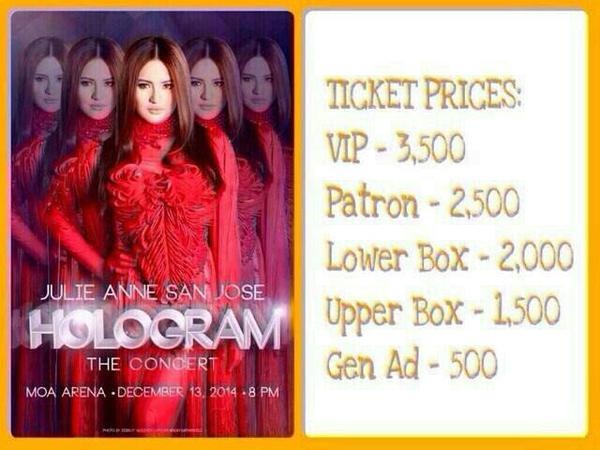 JULIE ANNE SAN JOSE
HOLOGRAM
THE CONCERT
MOA ARENA • DECEMBER 13, 2014 • 8 PM
TICKET PRICES:
VIP - 3,500
Patron - 2,500
Lower Box - 2,000
Upper Box - 1,500
Gen Ad - 500